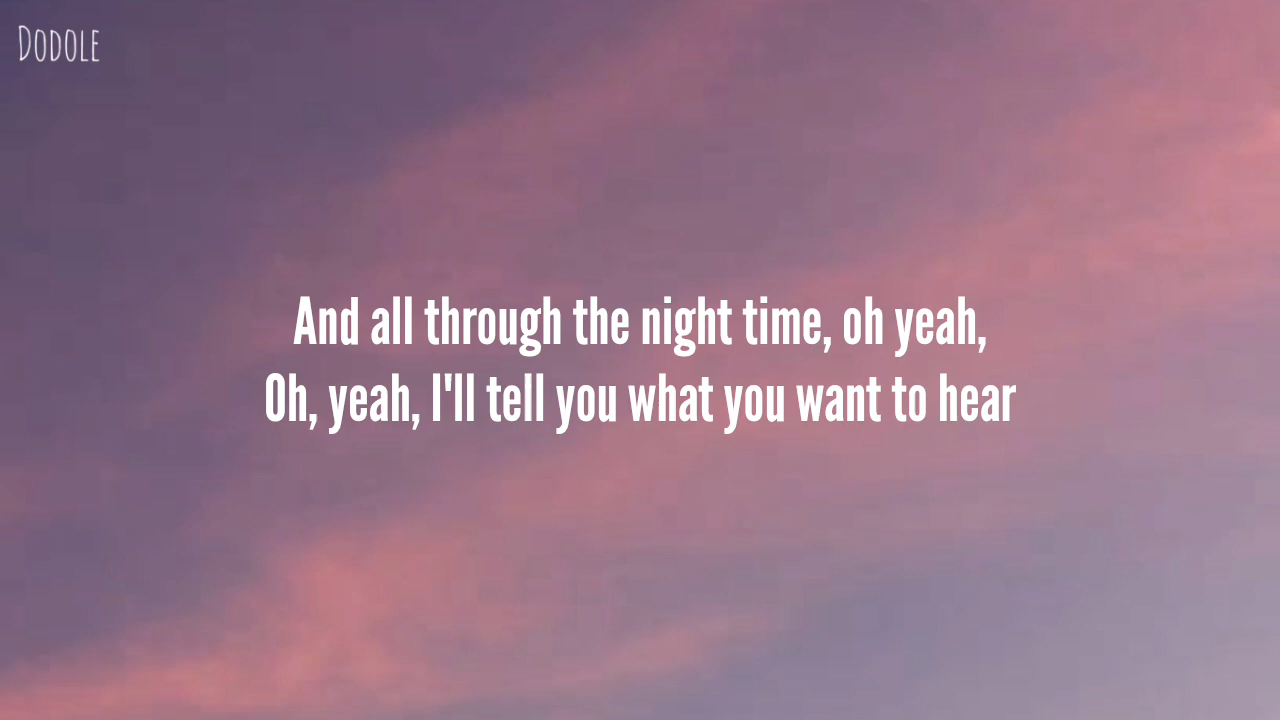 DODOLE
And all through the night time, oh yeah,
Oh, yeah, I'll tell you what you want to hear